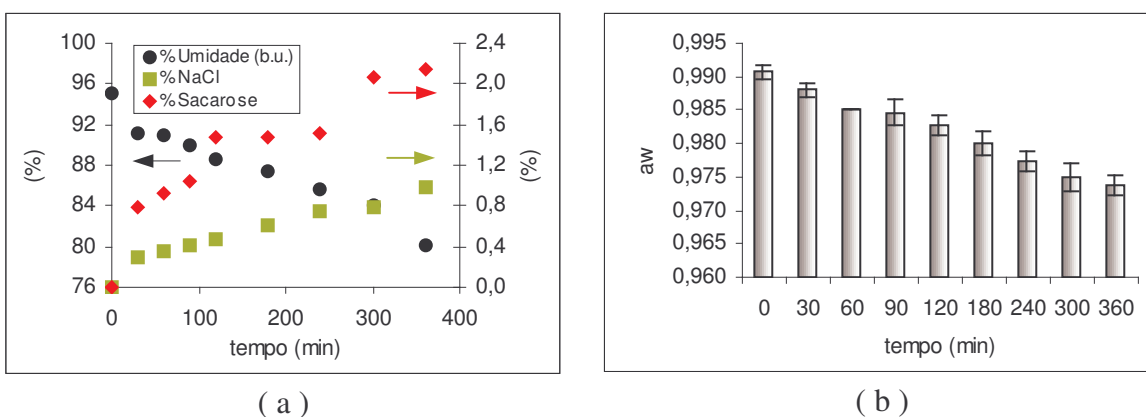 100
96
92
88
84
80
76
(%)
%Umidade (b.u.)
%NaCl
%Sacarose
2,4
2,0
1,6
1,2
0,8
0,4
0,0
(%)
0 100 200 300 400
tempo (min)
( a )
0,995
0,990
0,985
0,980
0,975
0,970
0,965
0,960
aw
0 30 60 90 120 180 240 300 360
tempo (min)
( b )